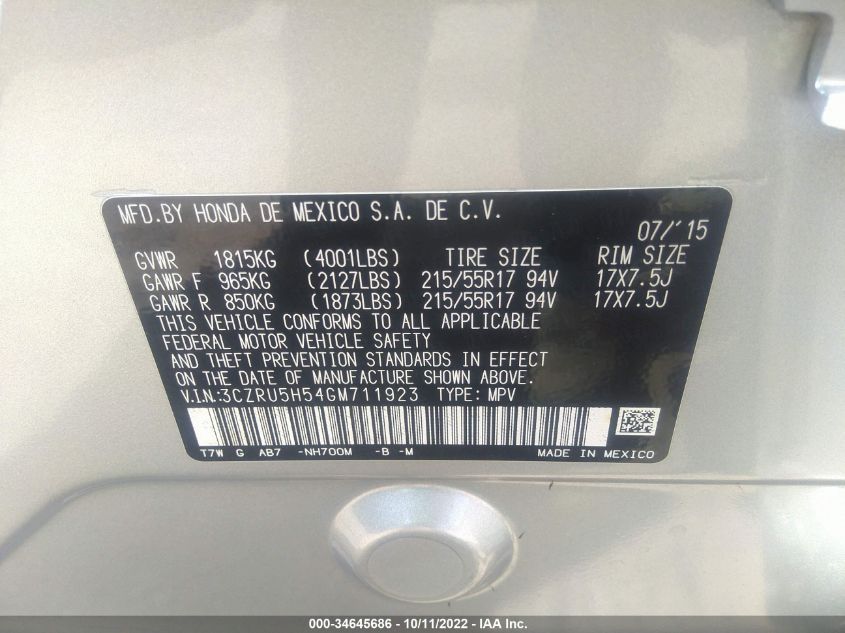 MFD.BY HONDA DE MEXICO S.A. DE C.V.
07/'15
GVWR 1815KG (4001LBS) TIRE SIZE RIM SIZE
GAWR F 965KG (2127LBS) 215/55R17 94V 17X7.5J
GAWR R 850KG (1873LBS) 215/55R17 94V 17X7.5J
THIS VEHICLE CONFORMS TO ALL APPLICABLE
FEDERAL MOTOR VEHICLE SAFETY
AND THEFT PREVENTION STANDARDS IN EFFECT
ON THE DATE OF MANUFACTURE SHOWN ABOVE.
V.I.N.:3CZRU5H54GM711923 TYPE: MPV
T7W G AB7 -NH700M -B -M MADE IN MEXICO
000-34645686 - 10/11/2022 - IAA Inc.